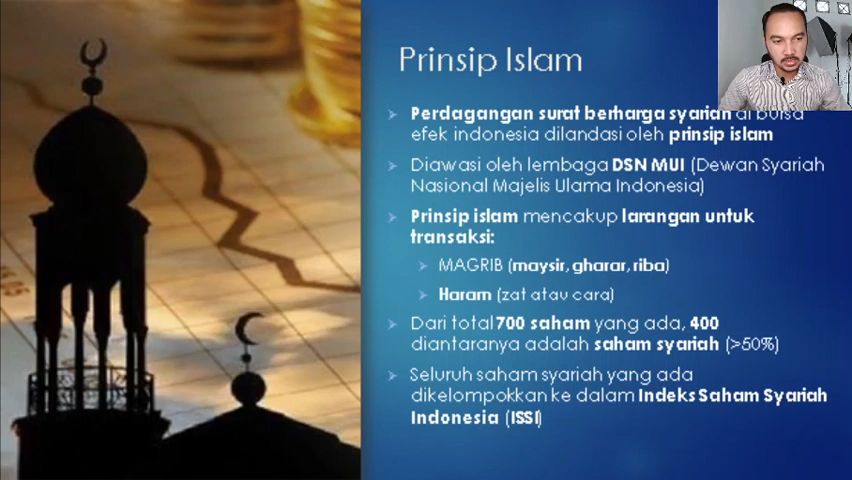 Prinsip Islam
Perdagangan surat berharga syariah di bursa
efek indonesia dilandasi oleh prinsip islam
Diawasi oleh lembaga DSN MUI (Dewan Syariah
Nasional Majelis Ulama Indonesia)
Prinsip islam mencakup larangan untuk
transaksi:
MAGRIB (maysir, gharar, riba)
Haram (zat atau cara)
Dari total 700 saham yang ada, 400
diantaranya adalah saham syariah (>50%)
Seluruh saham syariah yang ada
dikelompokkan ke dalam Indeks Saham Syariah
Indonesia (ISSI)